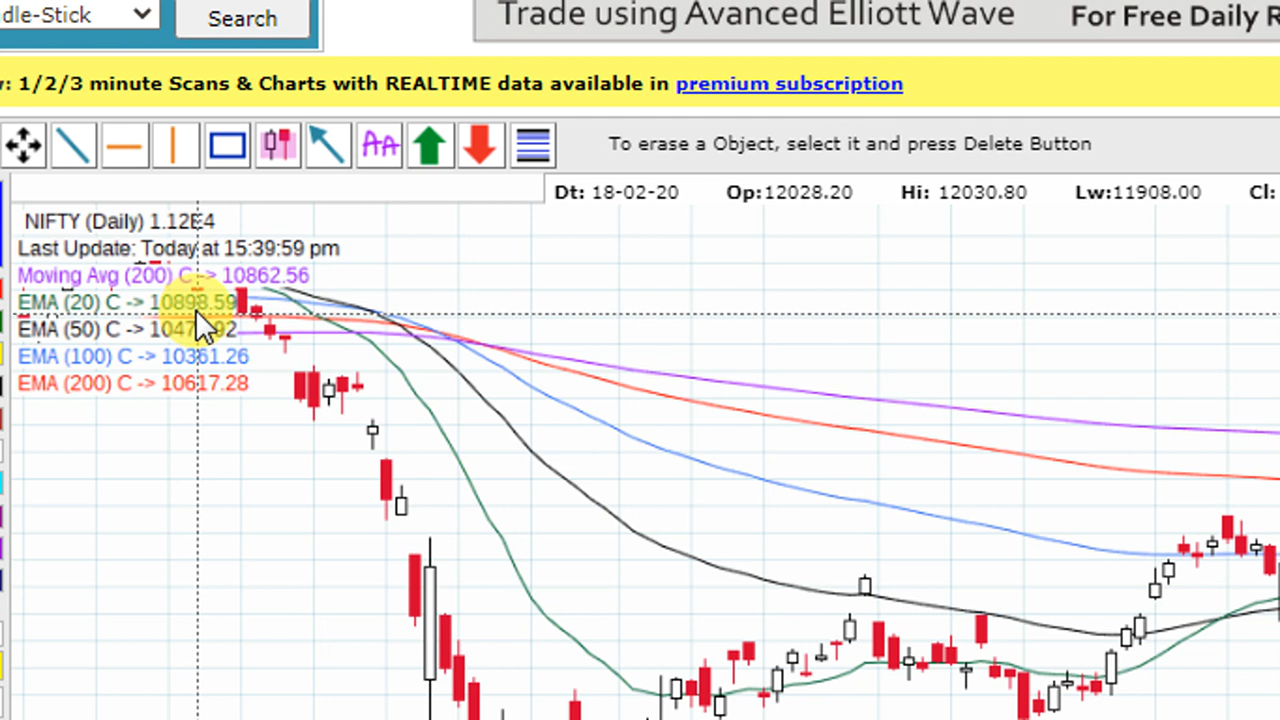 dle-Stick
Search
Trade using Avanced Elliott Wave
For Free Daily R
: 1/2/3 minute Scans & Charts with REALTIME data available in premium subscription
AA
To erase a Object, select it and press Delete Button
Dt: 18-02-20 Op:12028.20 Hi: 12030.80 Lw:11908.00 Cl:
NIFTY (Daily) 1.12E4
Last Update: Today at 15:39:59 pm
Moving Avg (200) C -> 10862.56
EMA (20) C -> 10898.59
EMA (50) C ->
EMA (100) C -> 10361.26
EMA (200) C -> 10617.28